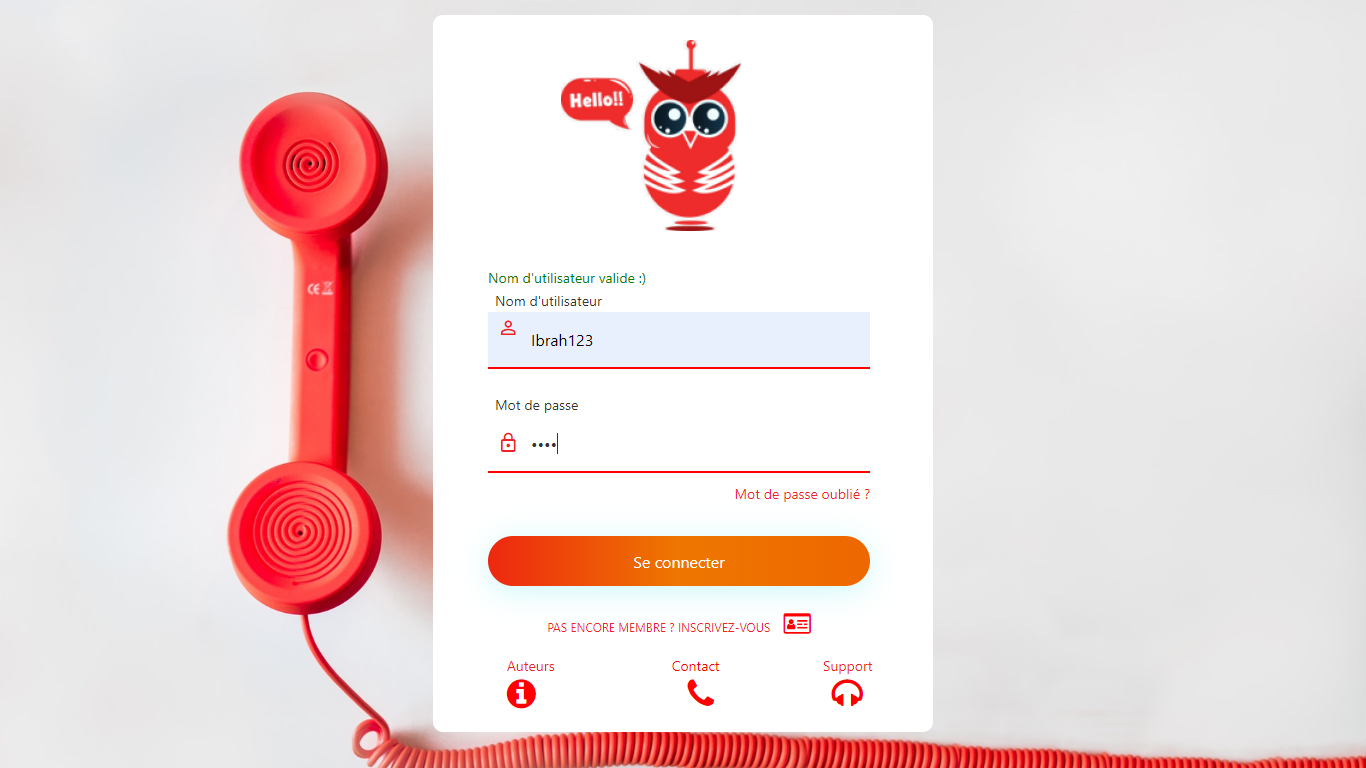 Hello!!
Nom d'utilisateur valide :)
Nom d'utilisateur
Ibrah123
Mot de passe
••••
Mot de passe oublié ?
Se connecter
PAS ENCORE MEMBRE ? INSCRIVEZ-VOUS
Auteurs Contact Support
CE